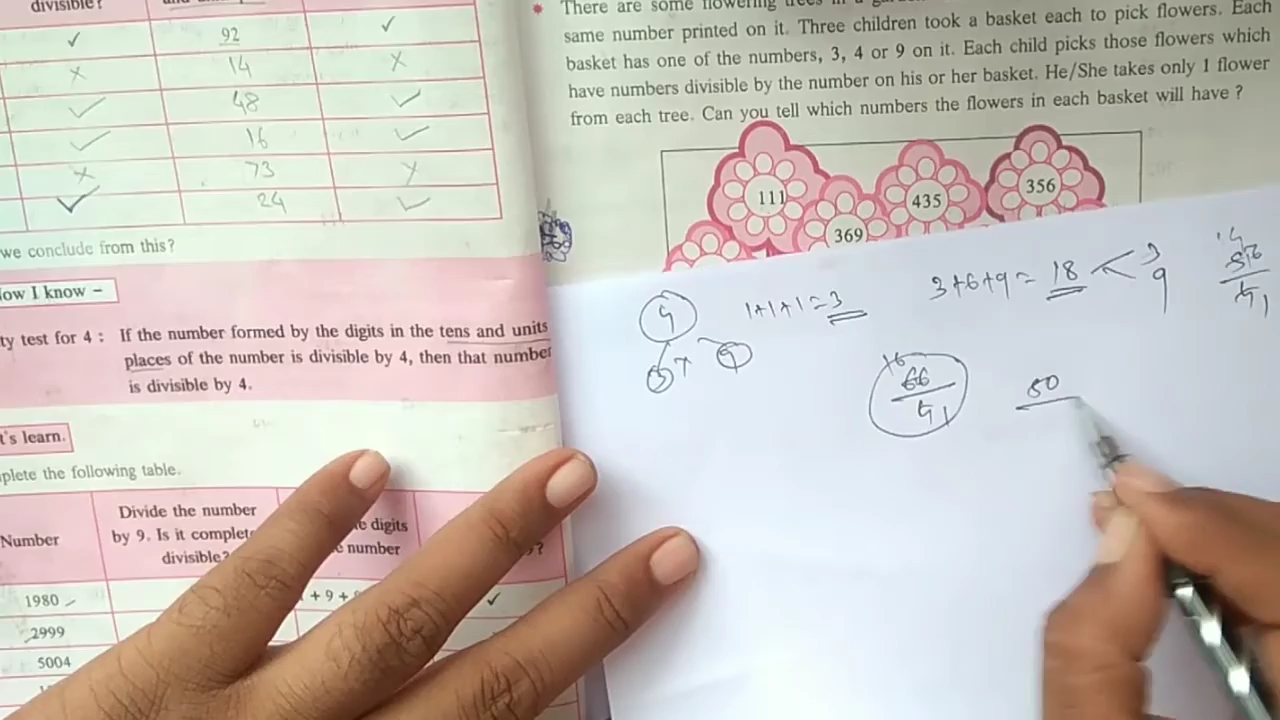 divisible?
✓ 92 ✓
× 14 ×
✓ 48 ✓
✓ 16 ✓
× 73 ×
✓ 24 ✓
we conclude from this?
Now I know –
ty test for 4 : If the number formed by the digits in the tens and units
places of the number is divisible by 4, then that number
is divisible by 4.
t's learn.
plete the following table.
Number
Divide the number
by 9. Is it complet
divisible?
e digits
number
1980
+ 9 + ✓
2999
5004
* There are some flowering trees in a
same number printed on it. Three children took a basket each to pick flowers. Each
basket has one of the numbers, 3, 4 or 9 on it. Each child picks those flowers which
have numbers divisible by the number on his or her basket. He/She takes only 1 flower
from each tree. Can you tell which numbers the flowers in each basket will have ?
111
435
356
369
1+1+1=3
3+6+9=18 < 3
9
9
66
4
50